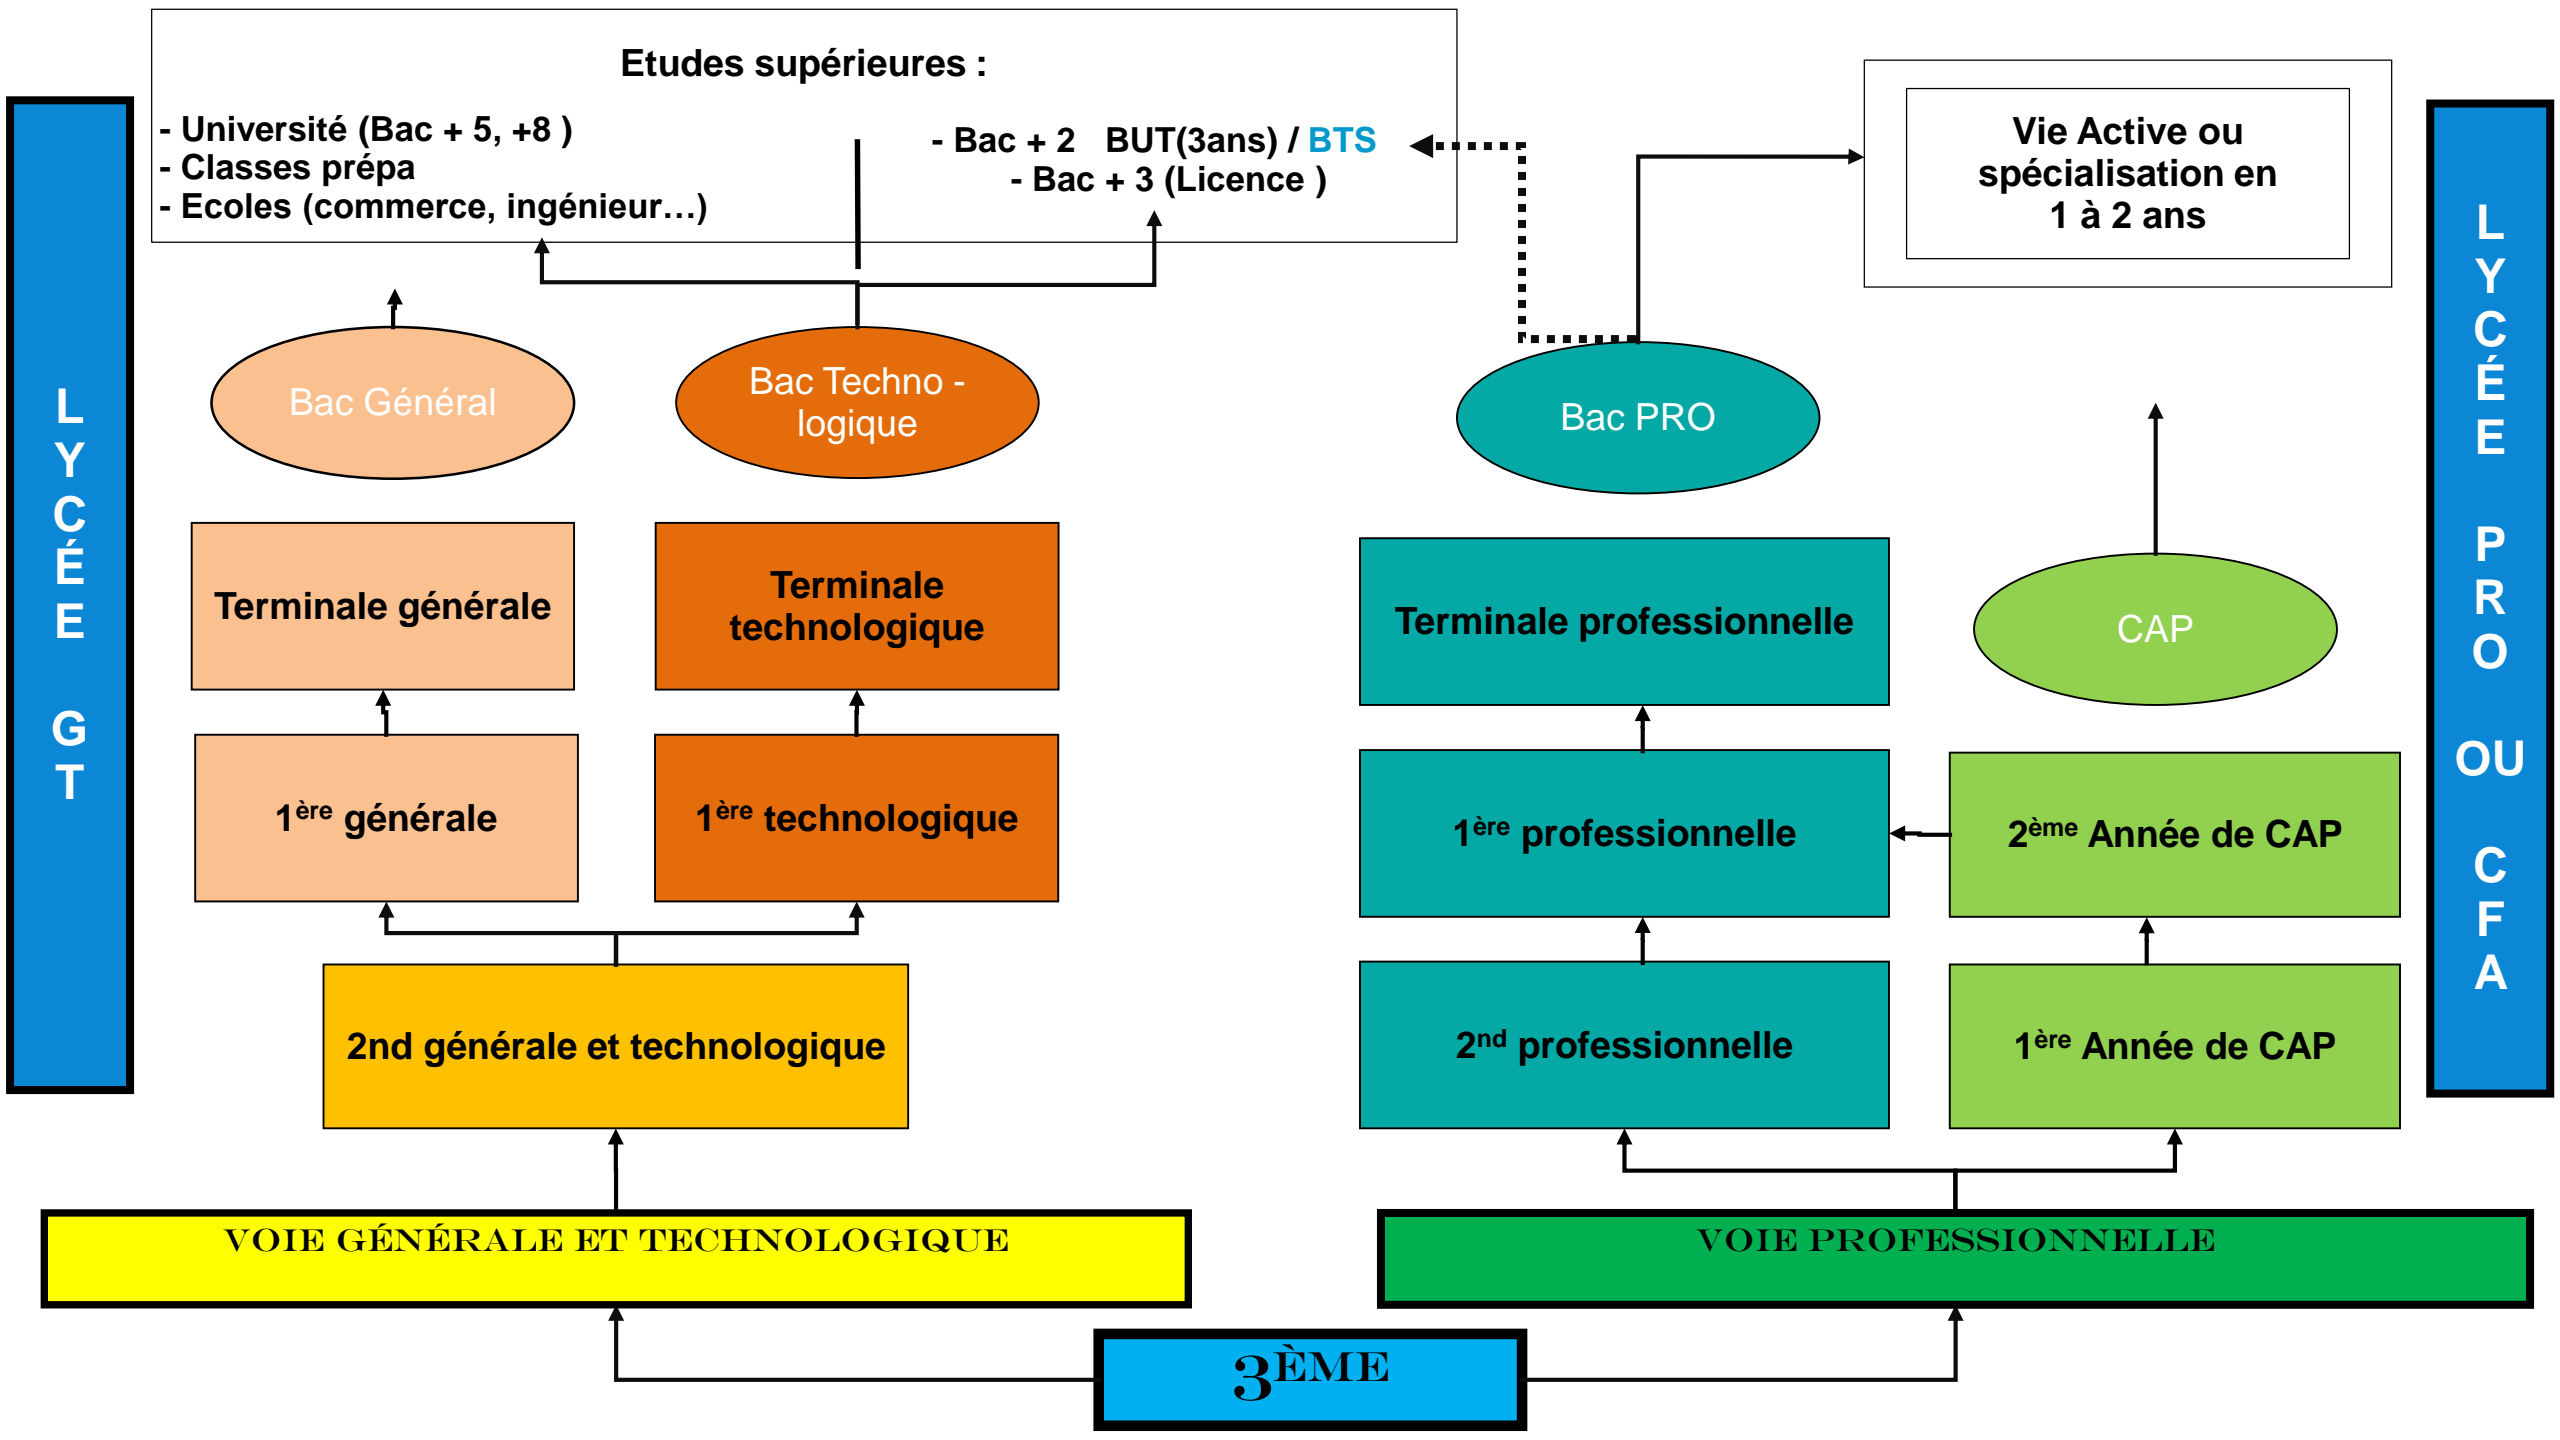 Etudes supérieures :
- Université (Bac + 5, +8 )
- Classes prépa
- Ecoles (commerce, ingénieur…)
- Bac + 2   BUT(3ans) / BTS
- Bac + 3 (Licence )
Vie Active ou
spécialisation en
1 à 2 ans
LYCÉE GT
LYCÉE PRO OU CFA
Bac Général
Bac Techno -
logique
Bac PRO
CAP
Terminale générale
Terminale
technologique
Terminale professionnelle
1ère générale
1ère technologique
1ère professionnelle
2ème Année de CAP
2nd générale et technologique
2nd professionnelle
1ère Année de CAP
VOIE GÉNÉRALE ET TECHNOLOGIQUE
VOIE PROFESSIONNELLE
3ÈME